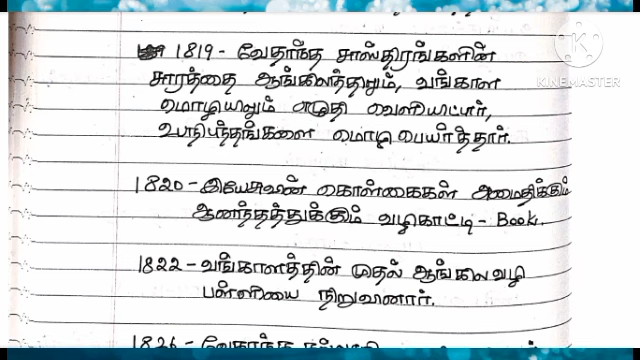 1819 - வேதாந்த சாஸ்திரங்களின்
சாரத்தை ஆங்கிலத்திலும், வங்காள
மொழியிலும் எழுதி வெளியிட்டார்,
உபநிடதங்களை மொழி பெயர்த்தார்.
1820 - இயேசுவின் கொள்கைகள் அமைதிக்கும்
ஆனந்தத்துக்கும் வழிகாட்டி - Book.
1822 - வங்காளத்தின் முதல் ஆங்கில வழி
பள்ளியை நிறுவினார்.
KINEMASTER